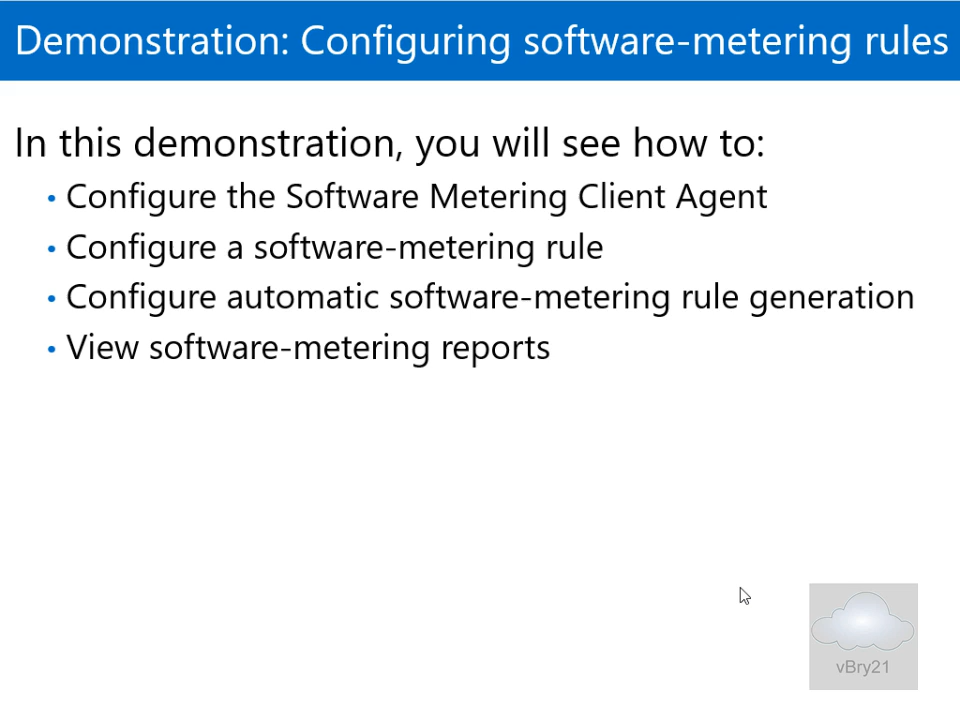 Demonstration: Configuring software-metering rules
In this demonstration, you will see how to:
• Configure the Software Metering Client Agent
• Configure a software-metering rule
• Configure automatic software-metering rule generation
• View software-metering reports
vBry21